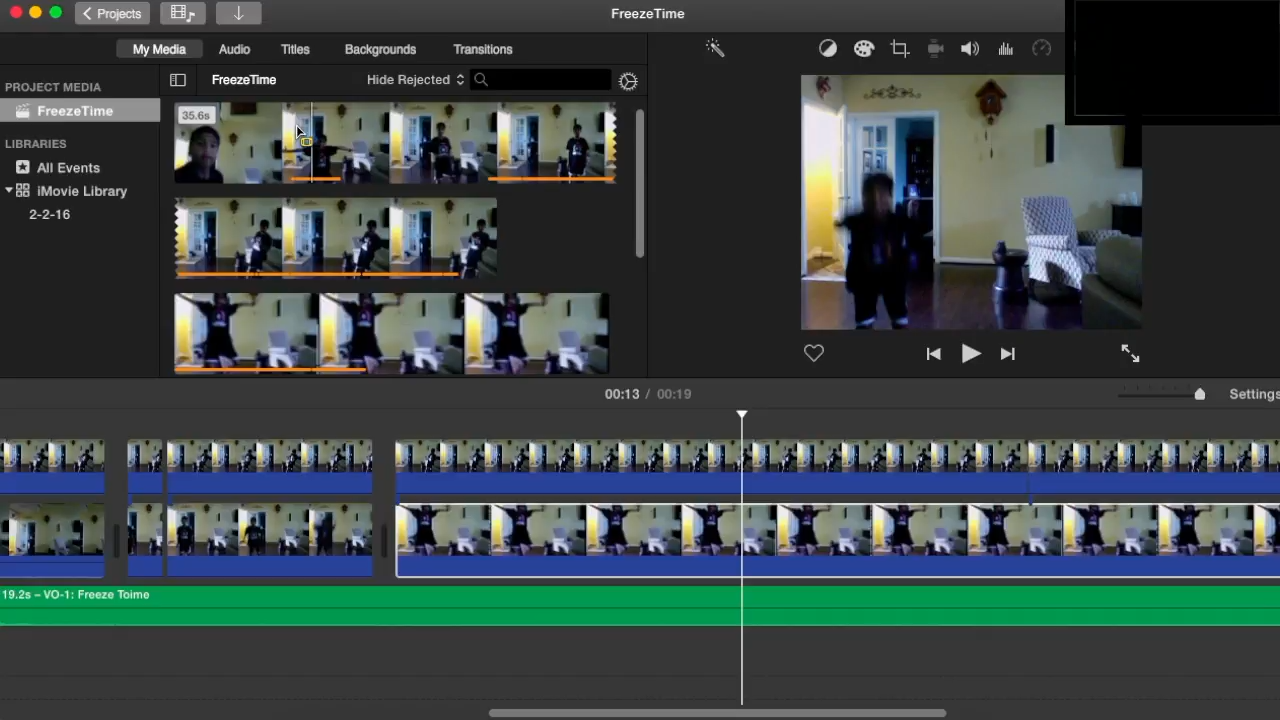 Projects
FreezeTime
My Media
Audio
Titles
Backgrounds
Transitions
PROJECT MEDIA
FreezeTime
LIBRARIES
All Events
iMovie Library
2-2-16
FreezeTime
Hide Rejected
35.6s
00:13 / 00:19
Settings
19.2s – VO-1: Freeze Toime